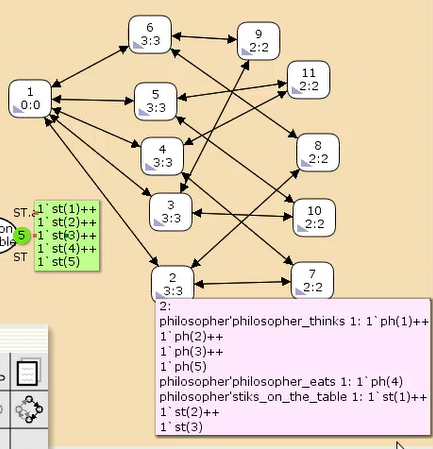 6
3:3
9
2:2
1
0:0
11
2:2
5
3:3
4
3:3
8
2:2
3
3:3
10
2:2
ST
1`st(1)++
1`st(2)++
1`st(3)++
1`st(4)++
1`st(5)
5
ST
2
3:3
7
2:2
2:
philosopher'philosopher_thinks 1: 1`ph(1)++
1`ph(2)++
1`ph(3)++
1`ph(5)
philosopher'philosopher_eats 1: 1`ph(4)
philosopher'stiks_on_the_table 1: 1`st(1)++
1`st(2)++
1`st(3)